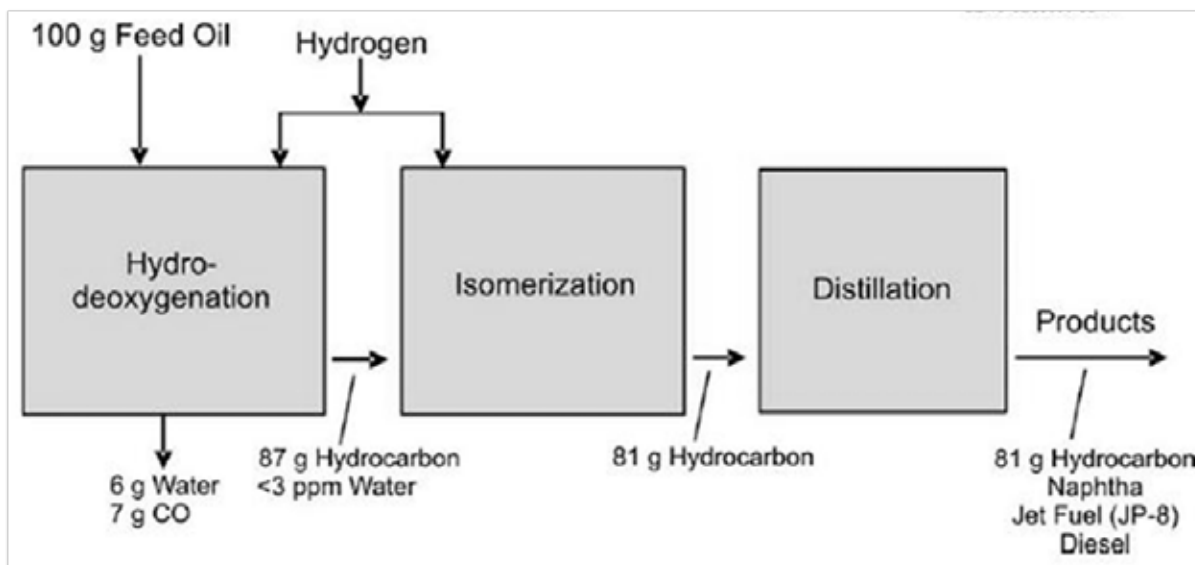 100 g Feed Oil
Hydrogen
Hydro-
deoxygenation
Isomerization
Distillation
Products
6 g Water
7 g CO
87 g Hydrocarbon
<3 ppm Water
81 g Hydrocarbon
81 g Hydrocarbon
Naphtha
Jet Fuel (JP-8)
Diesel